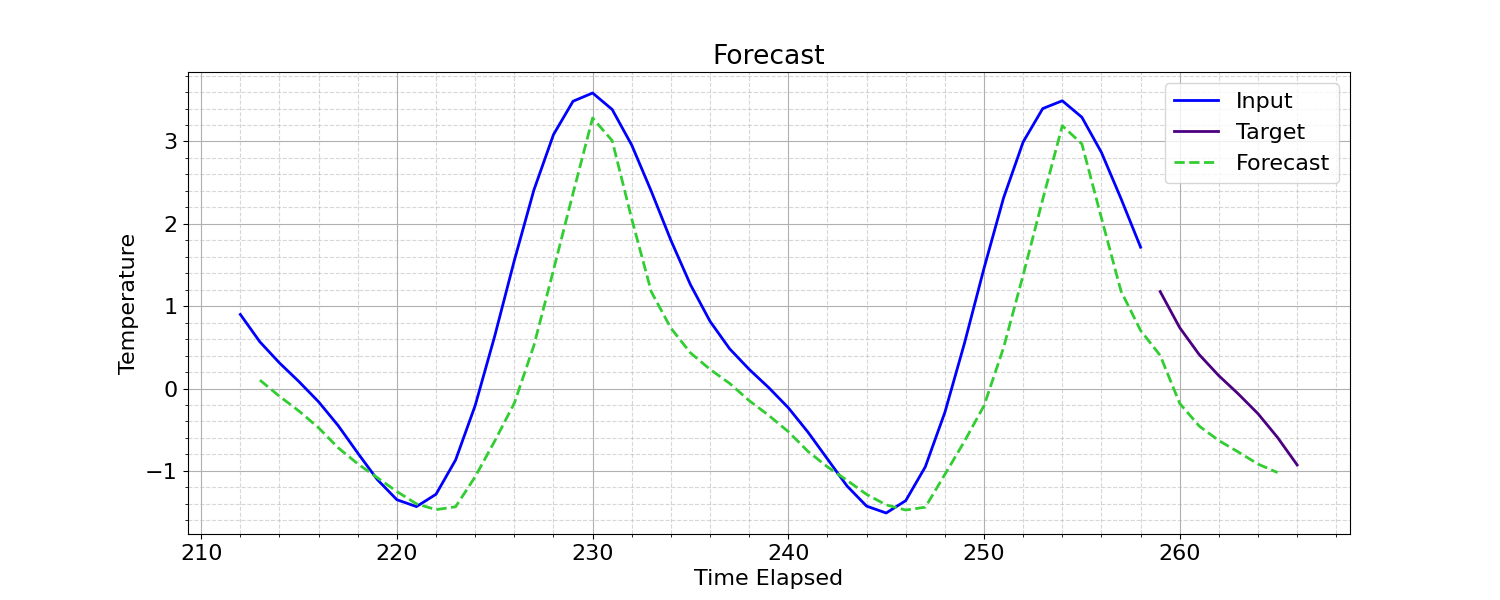 Forecast
Temperature
3
2
1
0
−1
210 220 230 240 250 260
Time Elapsed
Input
Target
Forecast